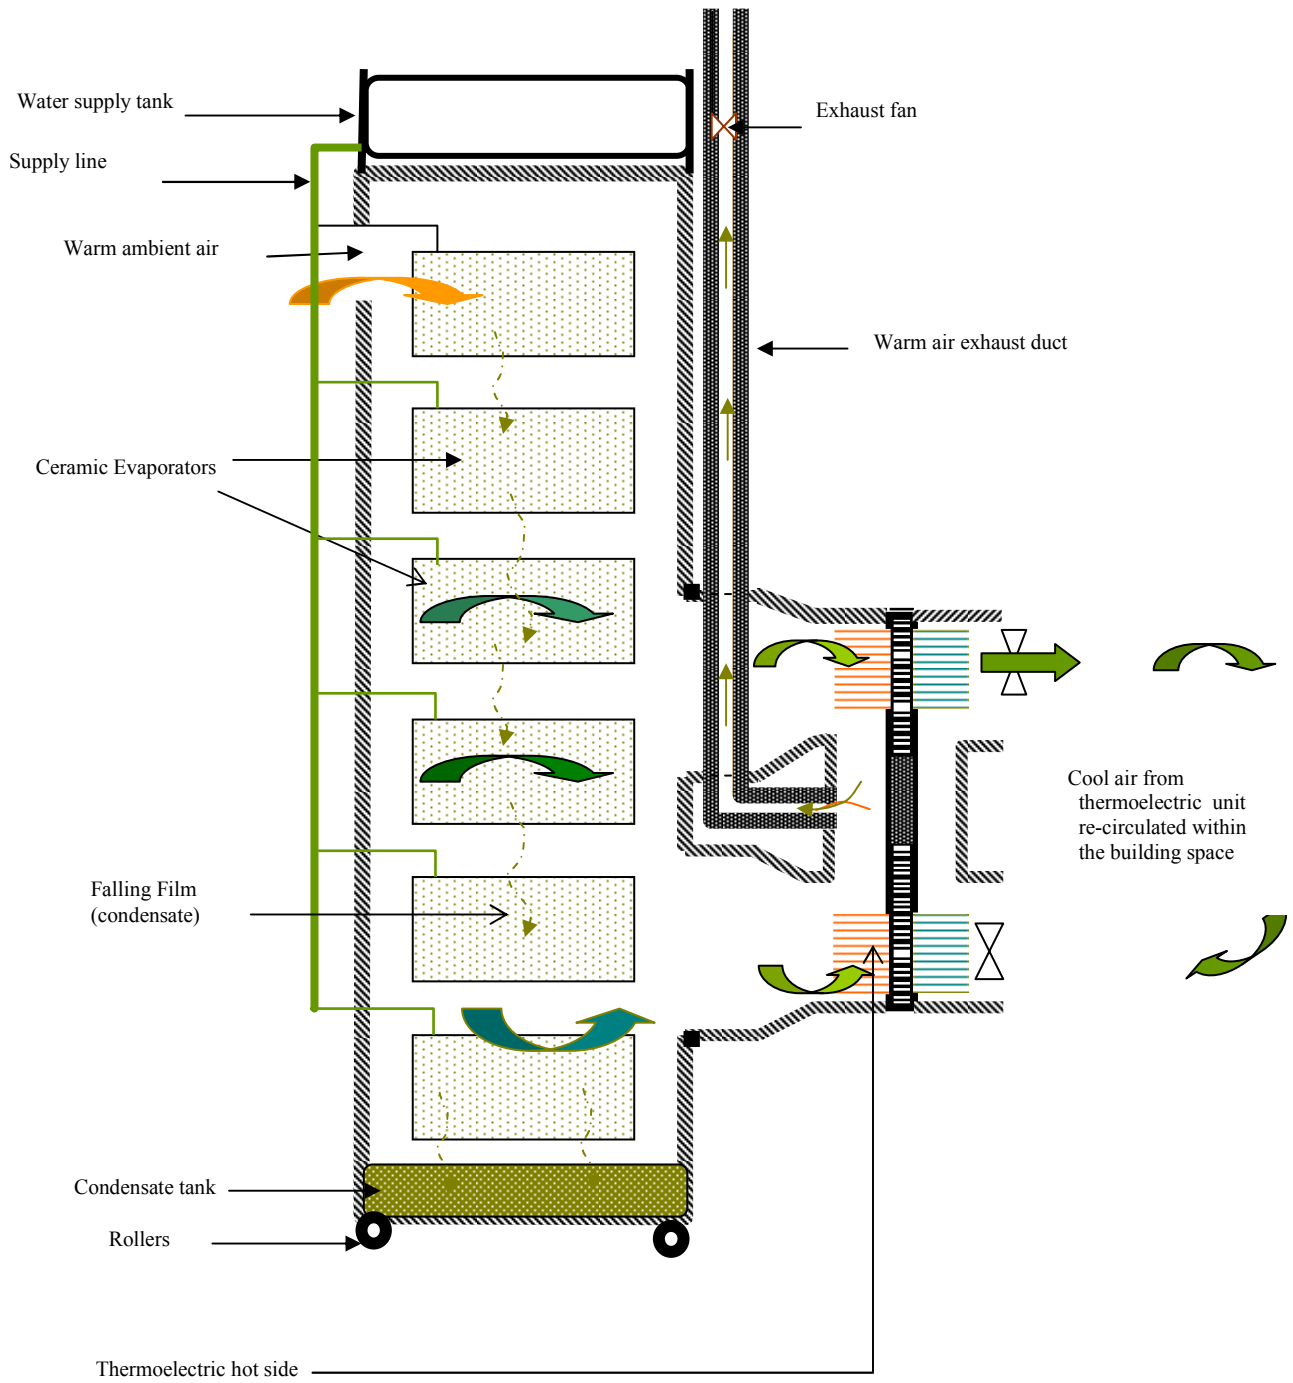 Water supply tank
Exhaust fan
Supply line
Warm ambient air
Warm air exhaust duct
Ceramic Evaporators
Cool air from
thermoelectric unit
re-circulated within
the building space
Falling Film
(condensate)
Condensate tank
Rollers
Thermoelectric hot side